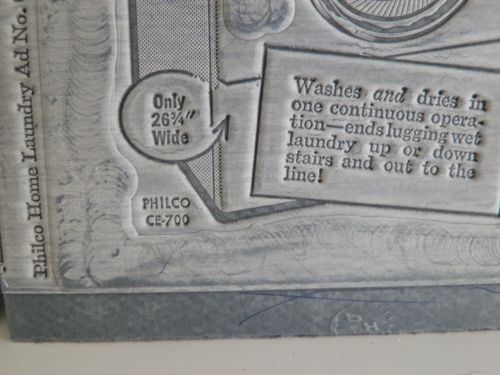 Philco Home Laundry Ad No.
Only
26¾"
Wide
PHILCO
CE-700
Washes and dries in
one continuous opera-
tion—ends lugging wet
laundry up or down
stairs and out to the
line!